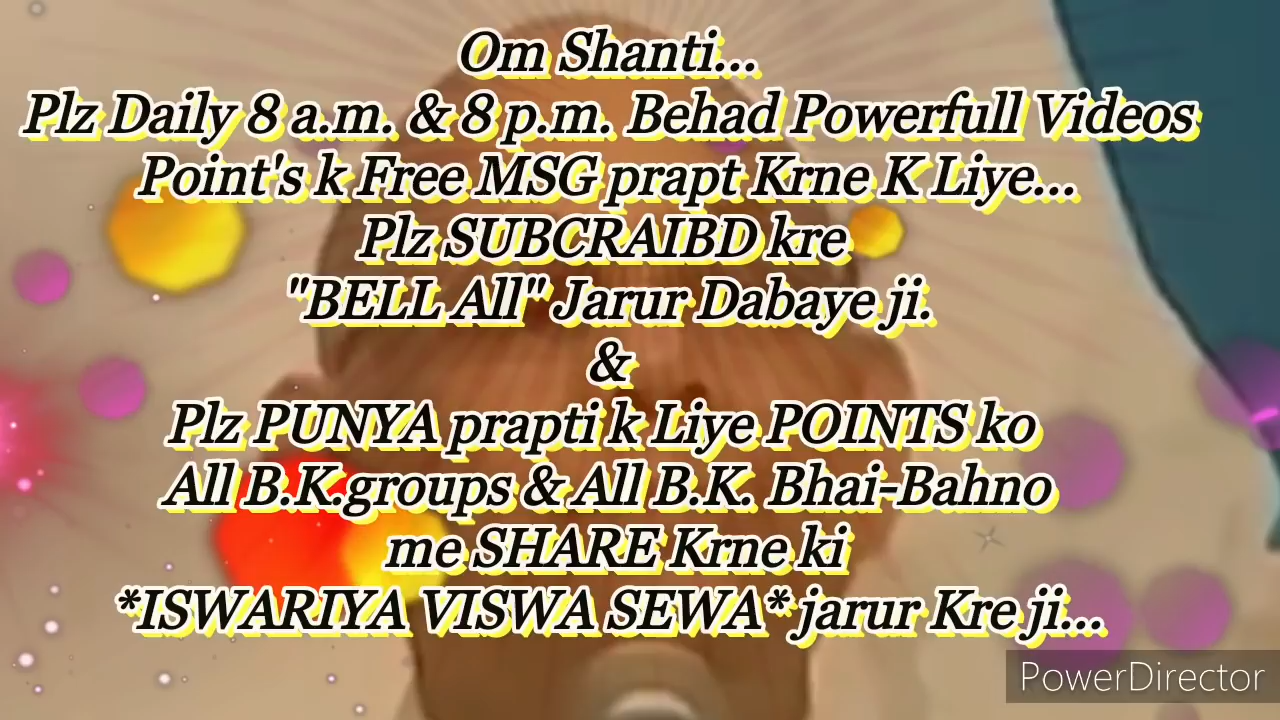 Om Shanti...
Plz Daily 8 a.m. & 8 p.m. Behad Powerfull Videos
Point's k Free MSG prapt Krne K Liye...
Plz SUBCRAIBD kre
"BELL All" Jarur Dabaye ji.
&
Plz PUNYA prapti k Liye POINTS ko
All B.K.groups & All B.K. Bhai-Bahno
me SHARE Krne ki
*ISWARIYA VISWA SEWA* jarur Kre ji...
PowerDirector